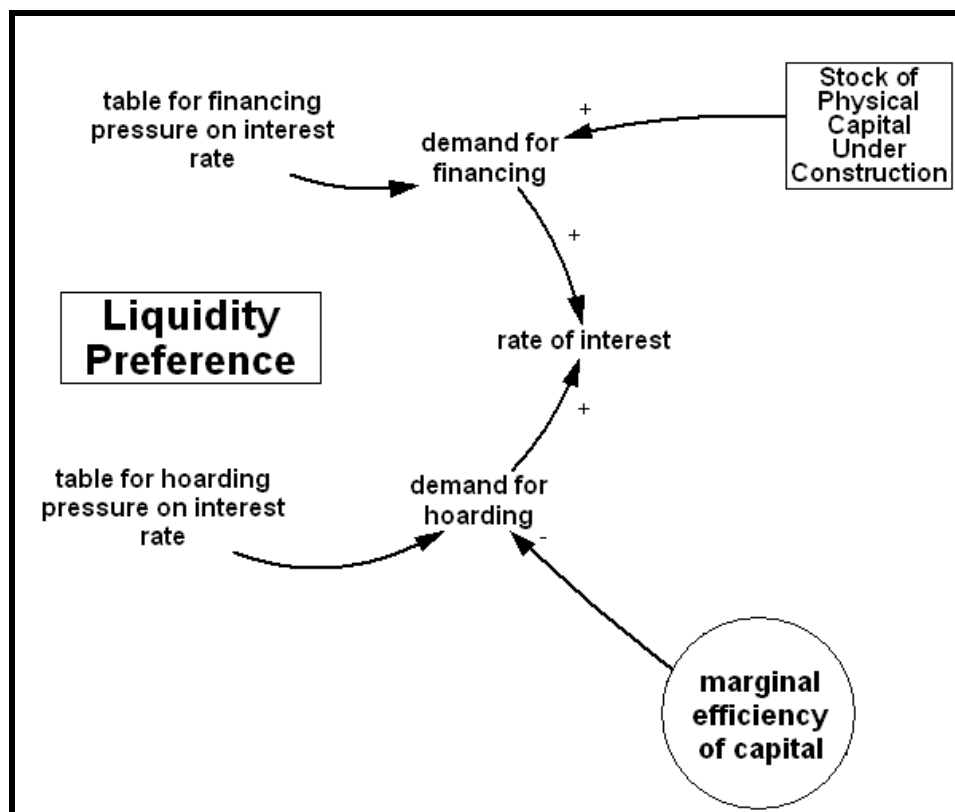 table for financing
pressure on interest
rate
+
demand for
financing
Stock of
Physical
Capital
Under
Construction
+
Liquidity
Preference
rate of interest
+
table for hoarding
pressure on interest
rate
demand for
hoarding
-
marginal
efficiency
of capital